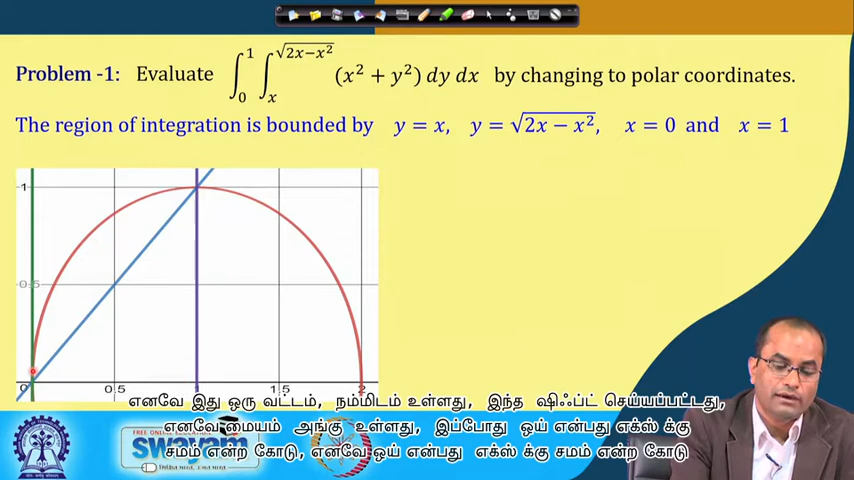 Problem -1: Evaluate ∫₀¹ ∫ₓ^√(2x−x²) (x² + y²) dy dx by changing to polar coordinates.
The region of integration is bounded by y = x, y = √(2x − x²), x = 0 and x = 1
1
0.5
0 0.5 1 1.5 2
எனவே இது ஒரு வட்டம், நம்மிடம் உள்ளது, இந்த ஷிஃப்ட் செய்யப்பட்டது,
எனவே மையம் அங்கு உள்ளது, இப்போது ஒய் என்பது எக்ஸ் க்கு
சமம் என்ற கோடு, எனவே ஒய் என்பது எக்ஸ் க்கு சமம் என்ற கோடு
FREE ONLINE EDUCATION
swayam